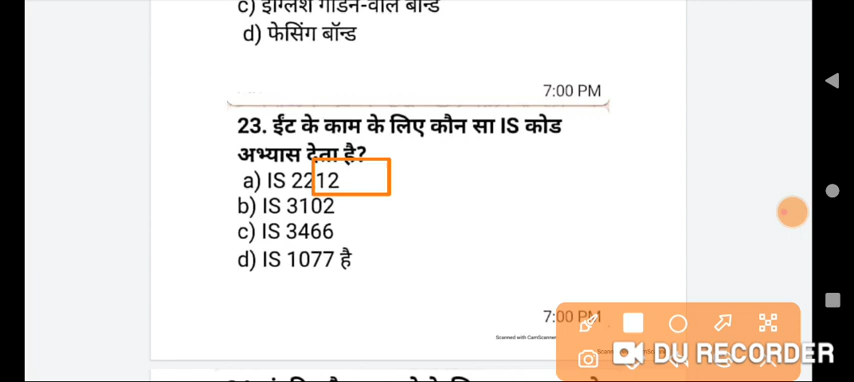 c) इंग्लिश गार्डन-वॉल बॉन्ड
d) फेसिंग बॉन्ड
7:00 PM
23. ईंट के काम के लिए कौन सा IS कोड
अभ्यास देता है?
a) IS 2212
b) IS 3102
c) IS 3466
d) IS 1077 है
7:00 PM
Scanned with CamScanner
DU RECORDER